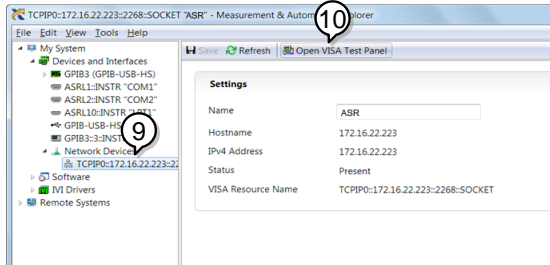 TCPIP0::172.16.22.223::2268::SOCKET "ASR" - Measurement & Autom plorer
10
File Edit View Tools Help
Save Refresh Open VISA Test Panel
My System
Devices and Interfaces
GPIB3 (GPIB-USB-HS)
ASRL1::INSTR "COM1"
ASRL2::INSTR "COM2"
ASRL10::INSTR "LPT1"
GPIB-USB-HS
9
GPIB3::3::INST
Network Devices
TCPIP0::172.16.22.223::22
Software
IVI Drivers
Remote Systems
Settings
Name ASR
Hostname 172.16.22.223
IPv4 Address 172.16.22.223
Status Present
VISA Resource Name TCPIP0::172.16.22.223::2268::SOCKET